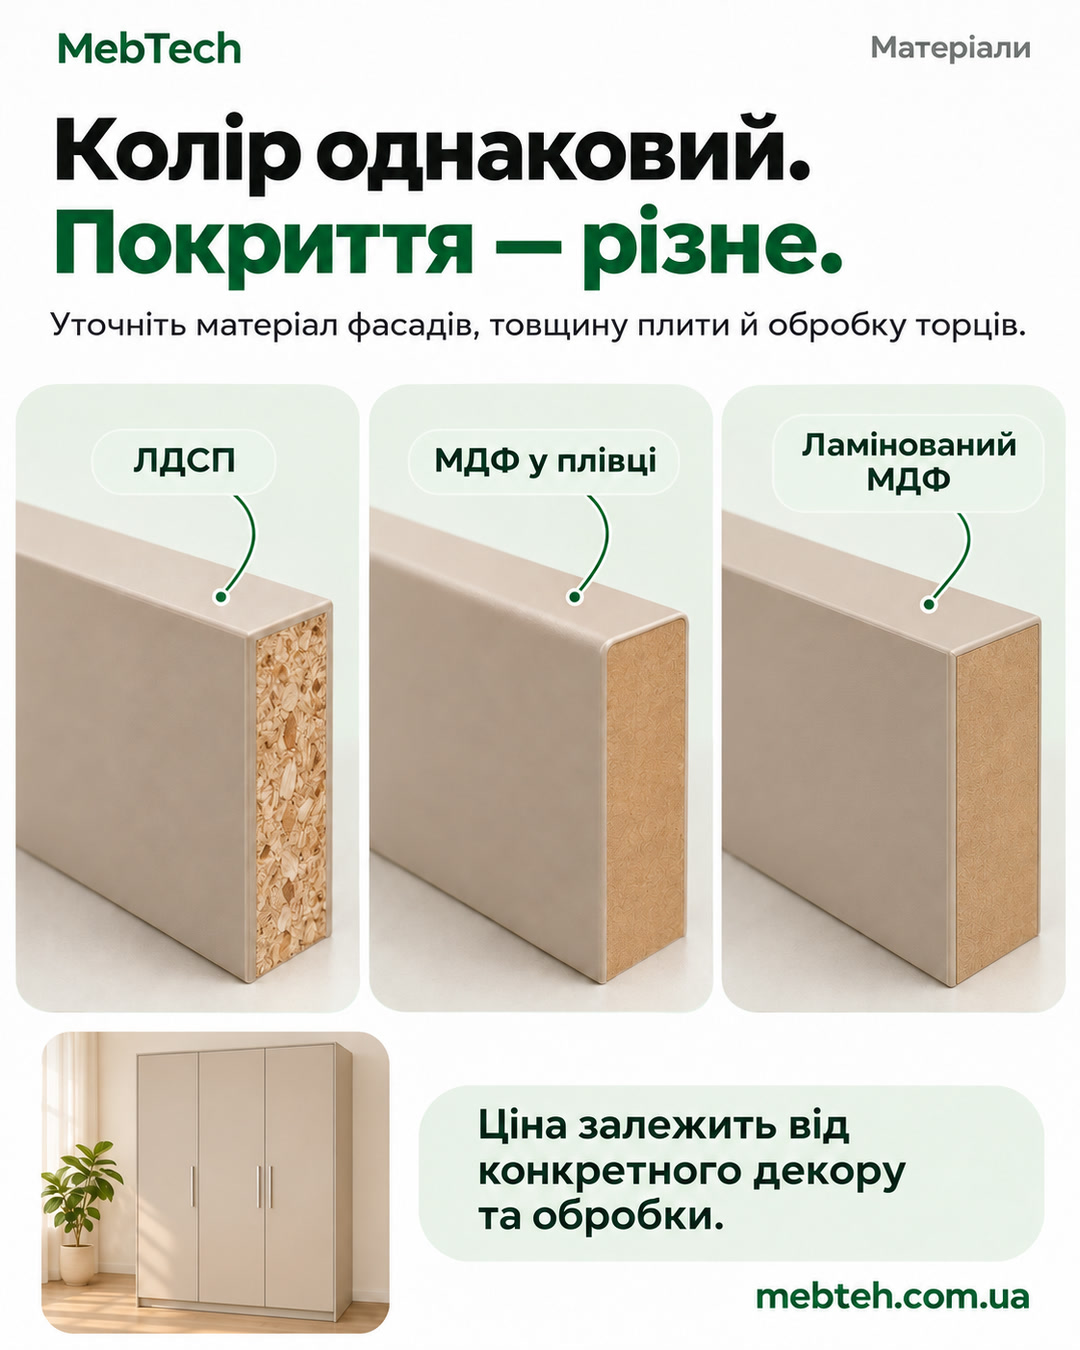 MebTech
Матеріали
Колір однаковий.
Покриття — різне.
Уточніть матеріал фасадів, товщину плити й обробку торців.
ЛДСП
МДФ у плівці
Ламінований
МДФ
Ціна залежить від
конкретного декору
та обробки.
mebteh.com.ua